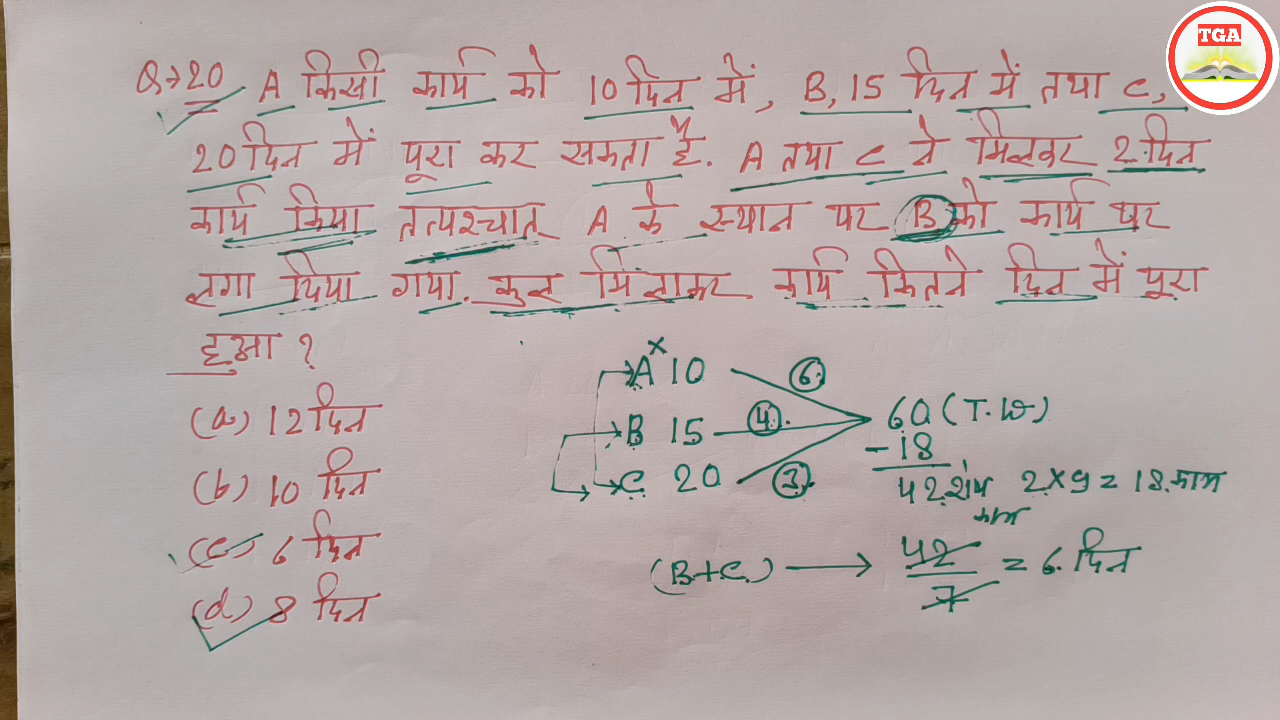 TGA
Q→20 A किसी कार्य को 10 दिन में, B, 15 दिन में तथा C,
20 दिन में पूरा कर सकता है. A तथा C ने मिलकर 2 दिन
कार्य किया तत्पश्चात् A के स्थान पर B को कार्य पर
लगा दिया गया. कुल मिलाकर कार्य कितने दिन में पूरा
हुआ ?
(a) 12 दिन
(b) 10 दिन
(c) 6 दिन
(d) 8 दिन
A 10 6
B 15 4
C 20 3
60 (T.W)
- 18
42 शेष काम
2 × 9 = 18 काम
(B+C) → 42/7 = 6 दिन